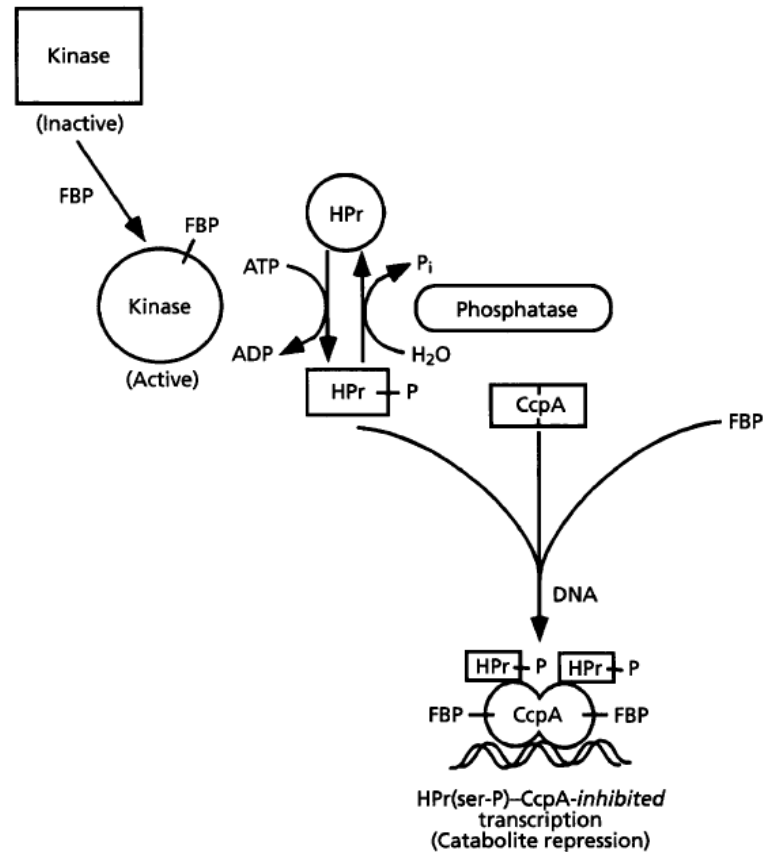 Kinase
(Inactive)
FBP
FBP
Kinase
(Active)
HPr
ATP
Pi
Phosphatase
ADP
H2O
HPr P
CcpA
FBP
DNA
HPr P HPr P
FBP CcpA FBP
HPr(ser-P)–CcpA-inhibited
transcription
(Catabolite repression)